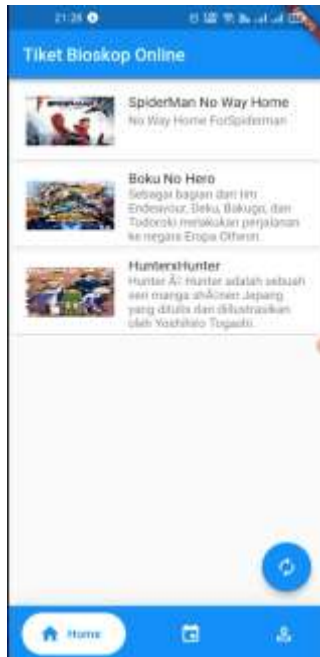 21:28
Tiket Bioskop Online
SpiderMan No Way Home
No Way Home ForSpiderman
Boku No Hero
Sebagai bagian dari tim
Endeavour, Deku, Bakugo, dan
Todoroki melakukan perjalanan
ke negara Eropa Otheon.
HunterxHunter
Hunter Ã— Hunter adalah sebuah
seri manga shÅnen Jepang
yang ditulis dan diilustrasikan
oleh Yoshihiro Togashi.
Home